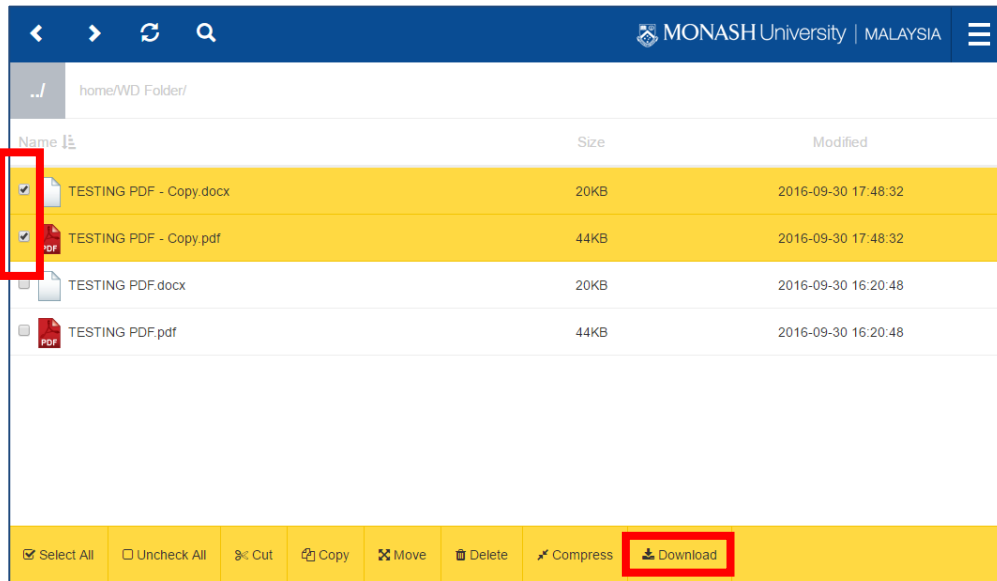 MONASH University | MALAYSIA
../ home/WD Folder/
Name Size Modified
TESTING PDF - Copy.docx 20KB 2016-09-30 17:48:32
PDF TESTING PDF - Copy.pdf 44KB 2016-09-30 17:48:32
TESTING PDF.docx 20KB 2016-09-30 16:20:48
PDF TESTING PDF.pdf 44KB 2016-09-30 16:20:48
Select All Uncheck All Cut Copy Move Delete Compress Download